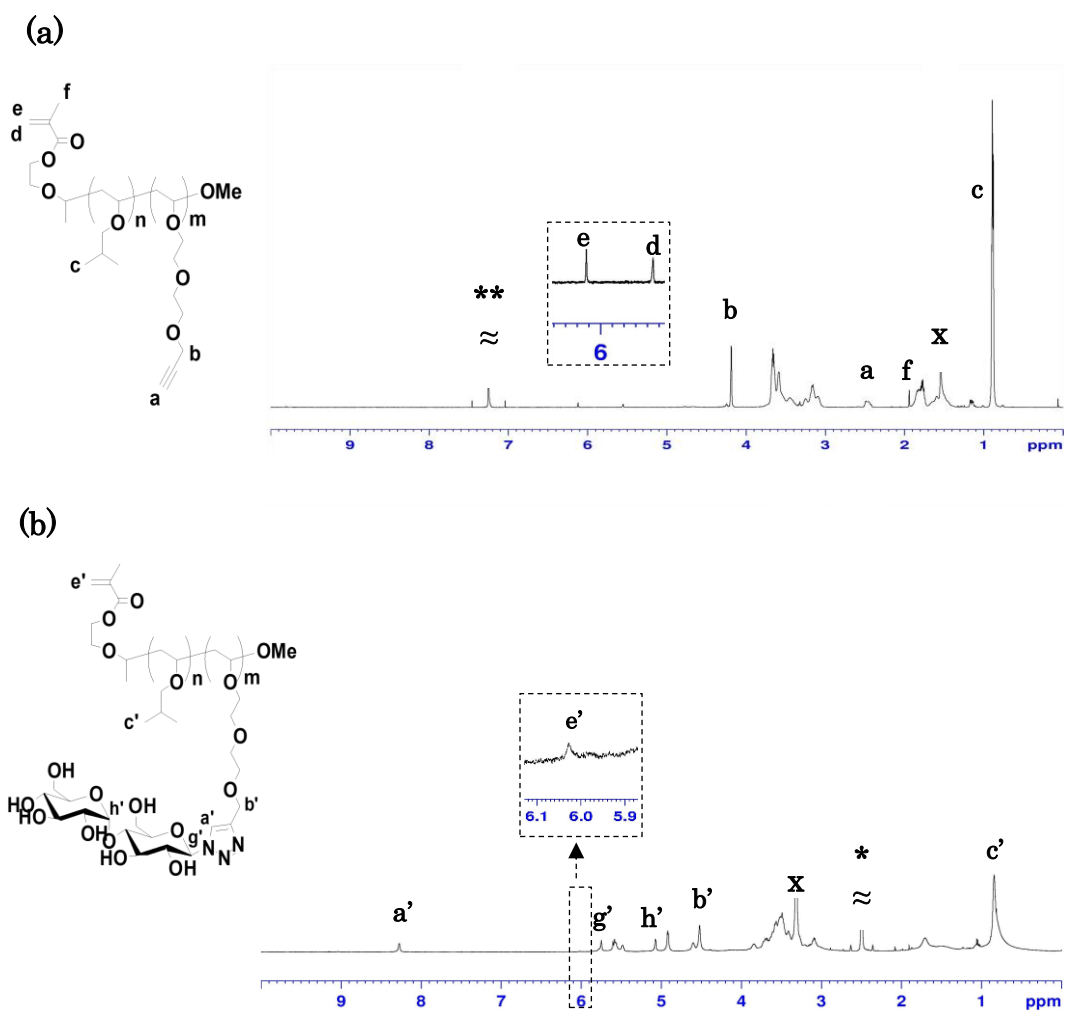 (a)
f
e
d
O
O
O
OMe
O
n
O
m
c
O
O
b
a
**
≈
e
d
6
b
a
f
x
c
9
8
7
6
5
4
3
2
1
ppm
(b)
e'
O
O
O
OMe
O
n
O
m
c'
O
O
b'
OH
HO
HO
O
OH
h'
O
OH
O
HO
OH
g'
a'
N
N
N
e’
6.1
6.0
5.9
a’
g’
h’
b’
x
*
≈
c’
9
8
7
6
5
4
3
2
1
ppm